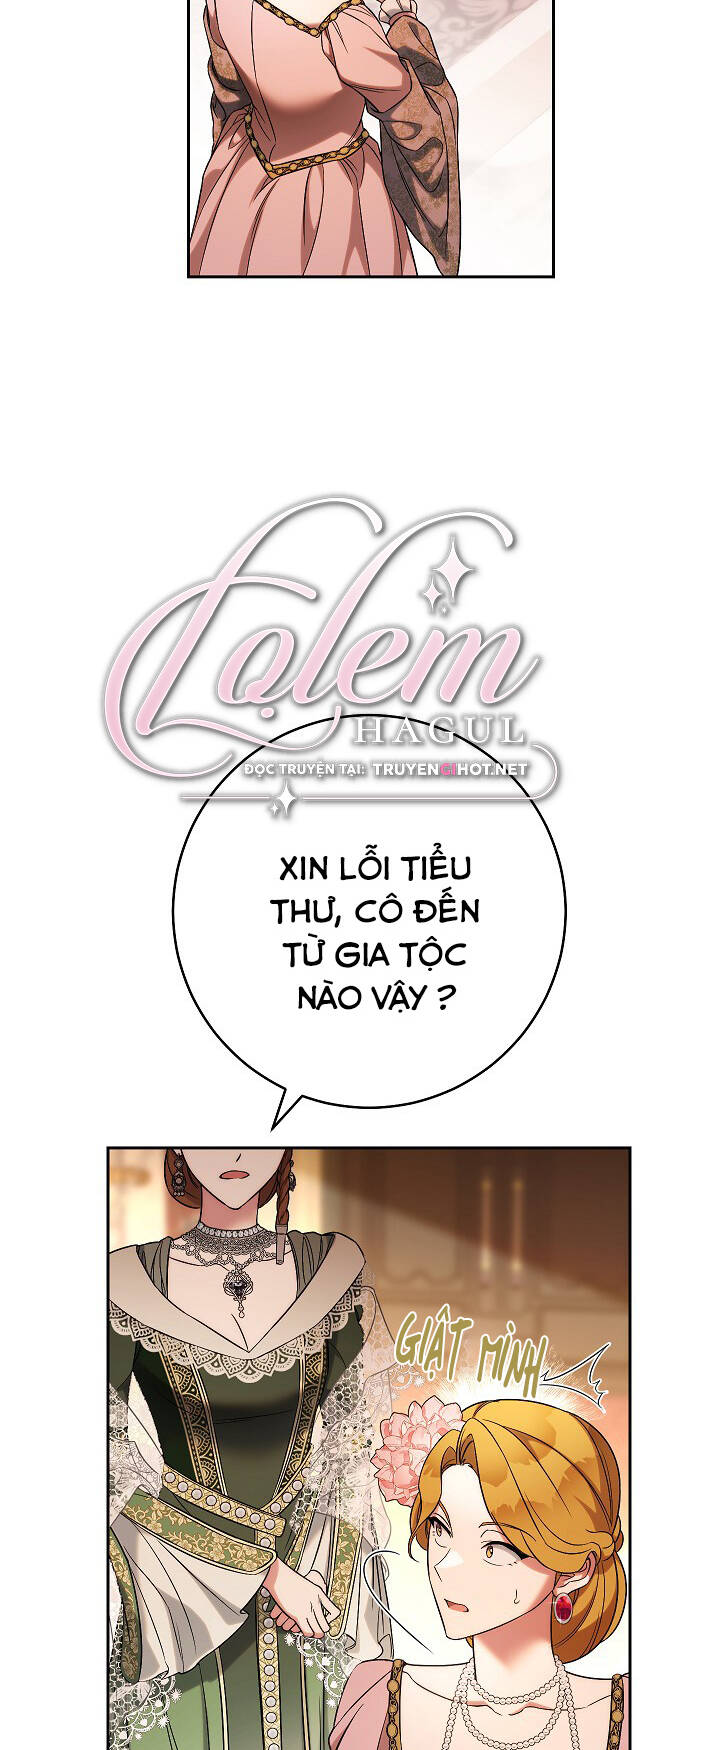 Lọlem
HAGUL
ĐỌC TRUYỆN TẠI: TRUYENGIHOT.NET
XIN LỖI TIỂU
THƯ, CÔ ĐẾN
TỪ GIA TỘC
NÀO VẬY ?
GIẬT MÌNH